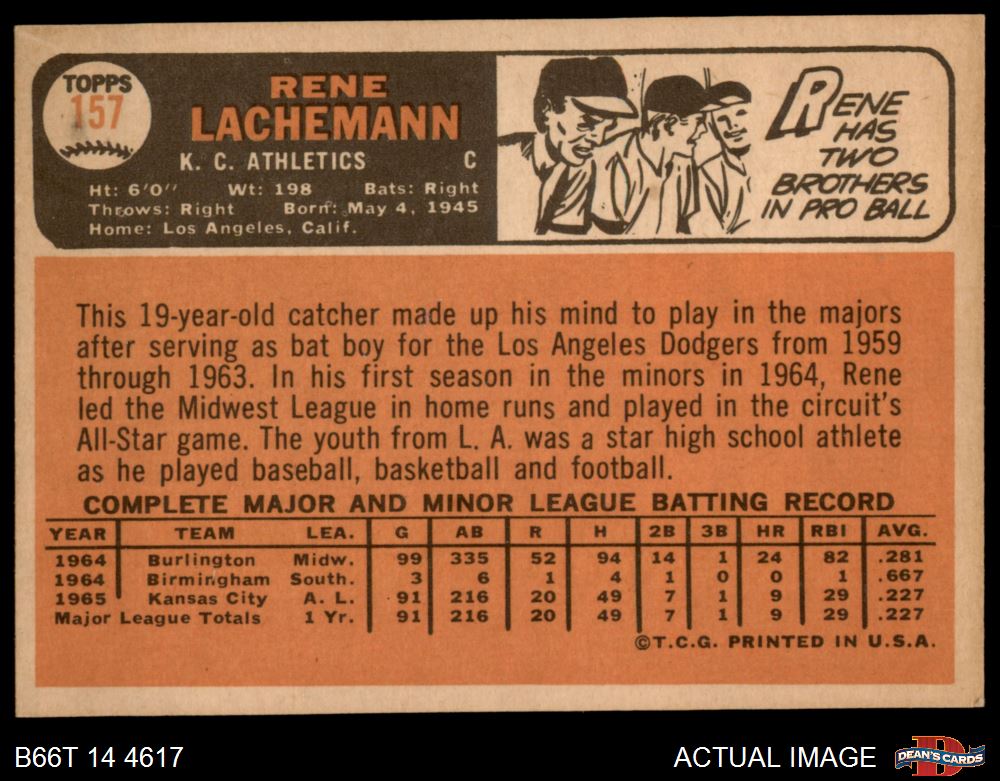 TOPPS
157
RENE
LACHEMANN
K. C. ATHLETICS C
Ht: 6'0" Wt: 198 Bats: Right
Throws: Right Born: May 4, 1945
Home: Los Angeles, Calif.
RENE
HAS
TWO
BROTHERS
IN PRO BALL
This 19-year-old catcher made up his mind to play in the majors
after serving as bat boy for the Los Angeles Dodgers from 1959
through 1963. In his first season in the minors in 1964, Rene
led the Midwest League in home runs and played in the circuit's
All-Star game. The youth from L. A. was a star high school athlete
as he played baseball, basketball and football.
COMPLETE MAJOR AND MINOR LEAGUE BATTING RECORD
YEAR TEAM LEA. G AB R H 2B 3B HR RBI AVG.
1964 Burlington Midw. 99 335 52 94 14 1 24 82 .281
1964 Birmingham South. 3 6 1 4 1 0 0 1 .667
1965 Kansas City A. L. 91 216 20 49 7 1 9 29 .227
Major League Totals 1 Yr. 91 216 20 49 7 1 9 29 .227
©T.C.G. PRINTED IN U.S.A.
B66T 14 4617
ACTUAL IMAGE
DEAN'S CARDS